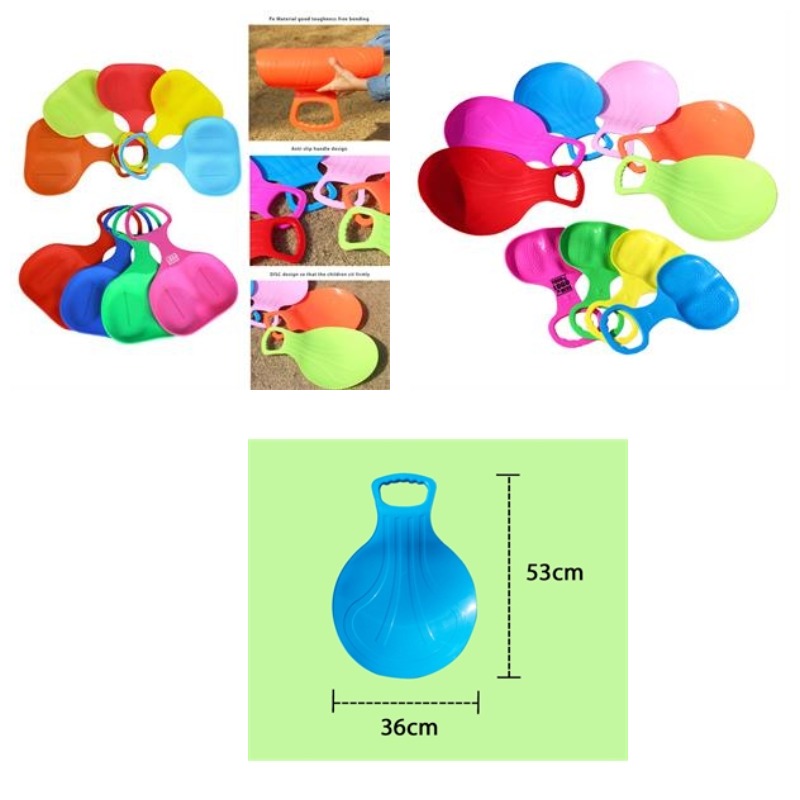 Pe Material good toughness free bending
Anti slip handle design
DISC design so that the children sit firmly
53cm
36cm